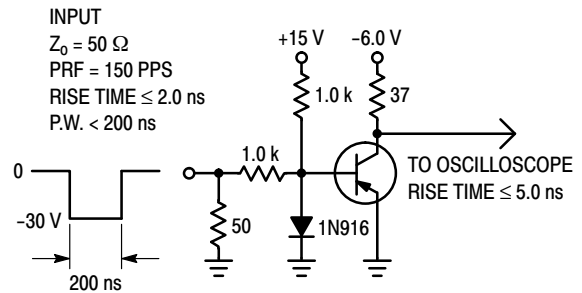 INPUT
Zo = 50 Ω
PRF = 150 PPS
RISE TIME ≤ 2.0 ns
P.W. < 200 ns
+15 V
-6.0 V
1.0 k
37
1.0 k
TO OSCILLOSCOPE
RISE TIME ≤ 5.0 ns
0
-30 V
50
1N916
200 ns